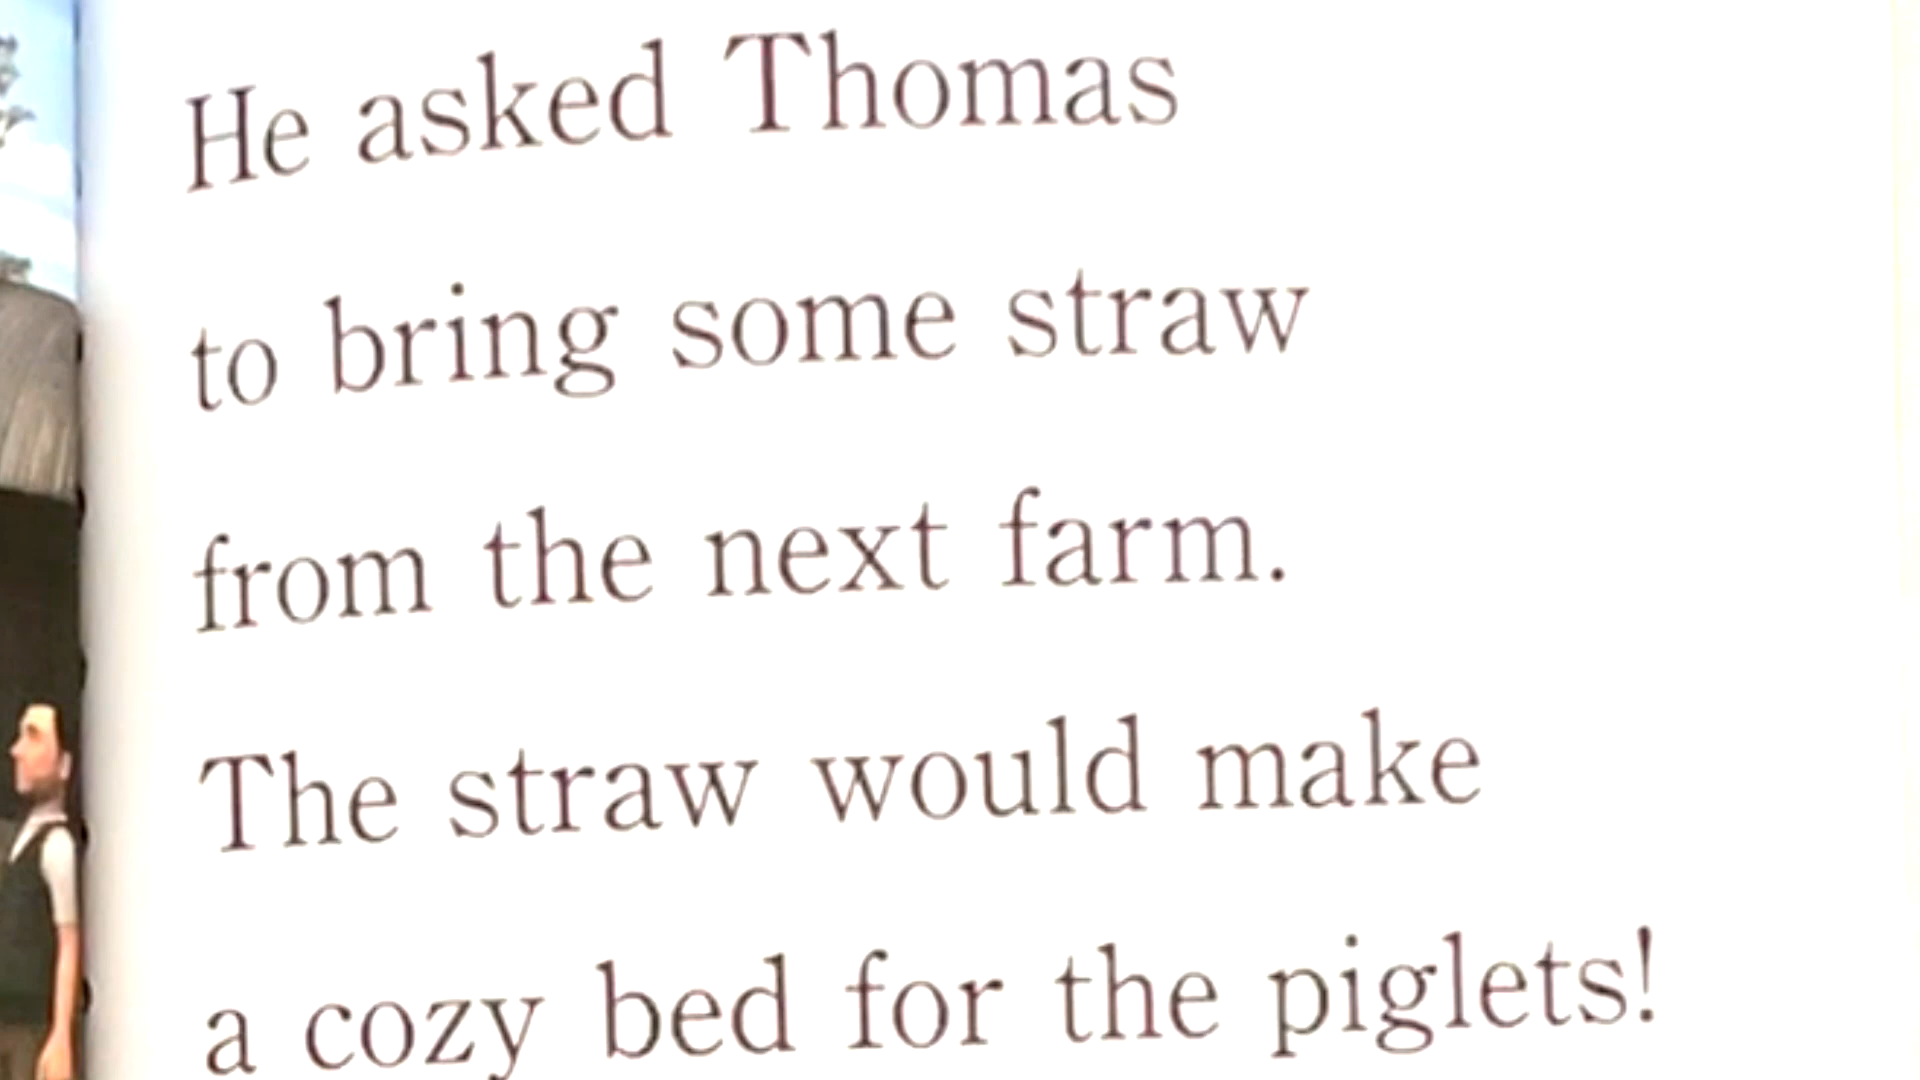 He asked Thomas
to bring some straw
from the next farm.
The straw would make
a cozy bed for the piglets!